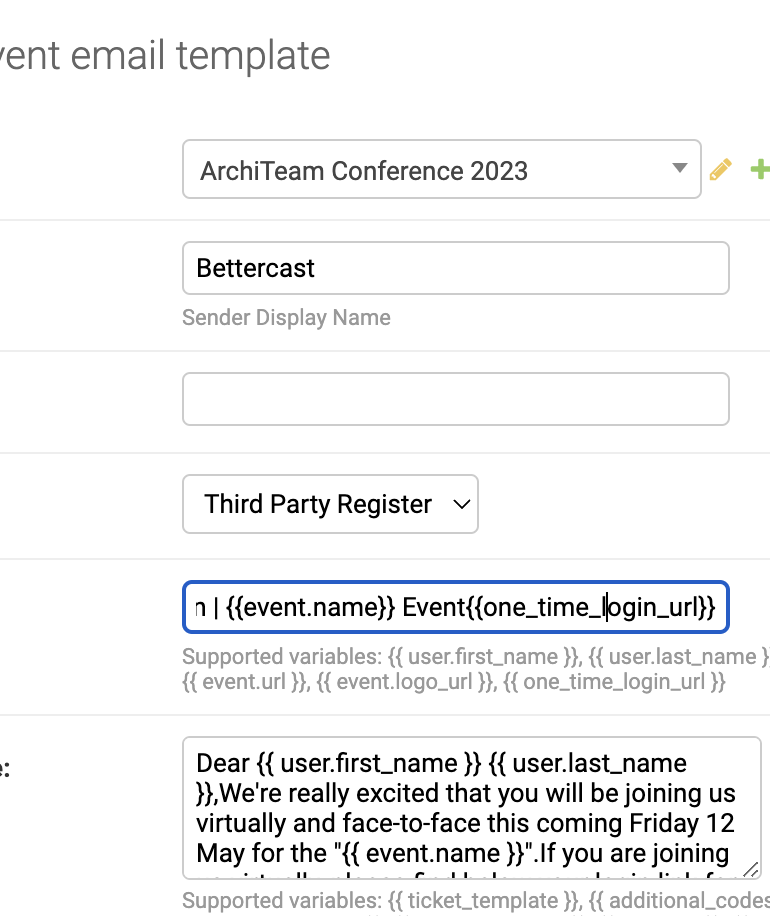 ent email template
ArchiTeam Conference 2023
Bettercast
Sender Display Name
Third Party Register
n | {{event.name}} Event{{one_time_login_url}}
Supported variables: {{ user.first_name }}, {{ user.last_name }
{{ event.url }}, {{ event.logo_url }}, {{ one_time_login_url }}
e:
Dear {{ user.first_name }} {{ user.last_name
}},We're really excited that you will be joining us
virtually and face-to-face this coming Friday 12
May for the "{{ event.name }}".If you are joining
Supported variables: {{ ticket_template }}, {{ additional_codes